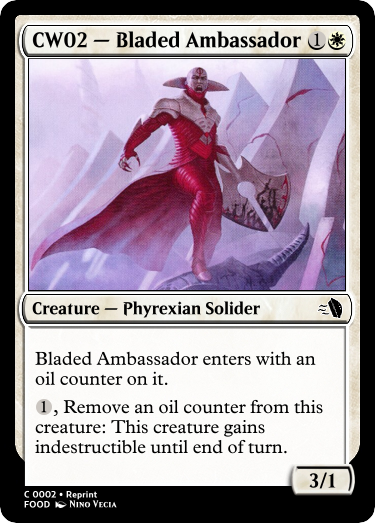 CW02 — Bladed Ambassador 1
Creature — Phyrexian Solider
Bladed Ambassador enters with an
oil counter on it.
1, Remove an oil counter from this
creature: This creature gains
indestructible until end of turn.
3/1
C 0002 • Reprint
FOOD Nino Vecia